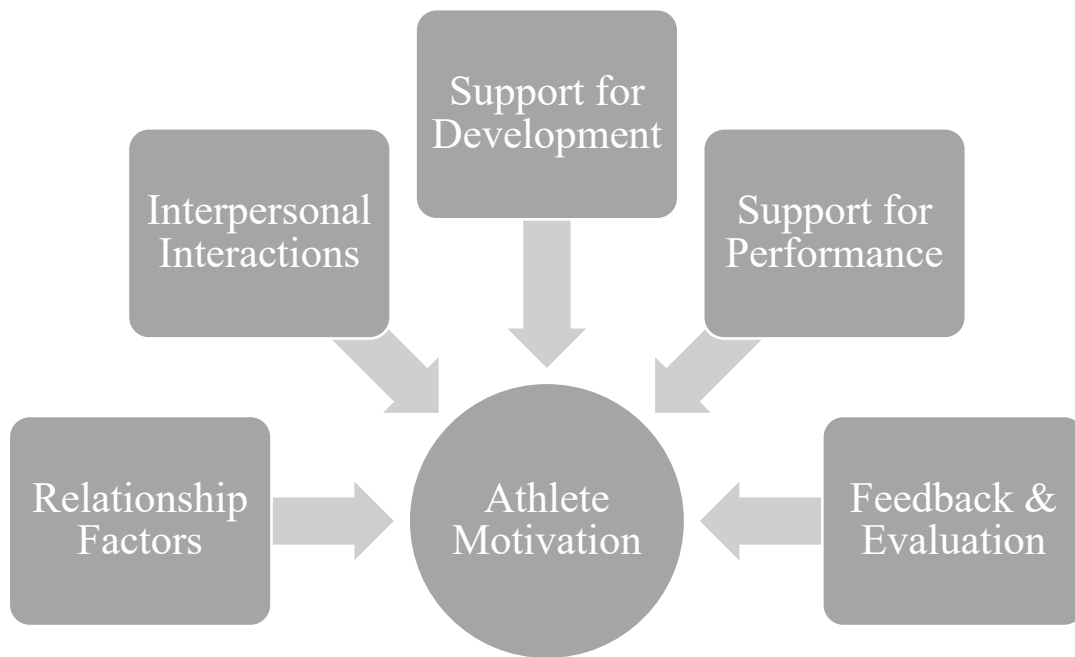 Support for
Development
Interpersonal
Interactions
Support for
Performance
Relationship
Factors
Athlete
Motivation
Feedback &
Evaluation